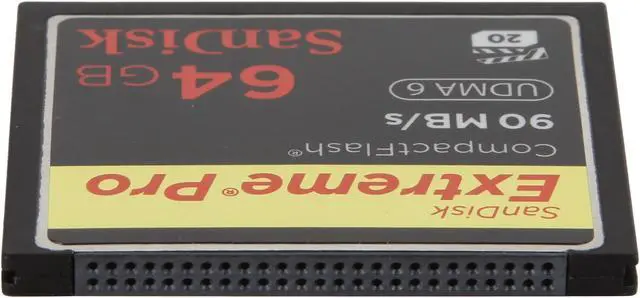 SanDisk
Extreme® Pro
CompactFlash®
90 MB/s
UDMA 6
20
64 GB
SanDisk